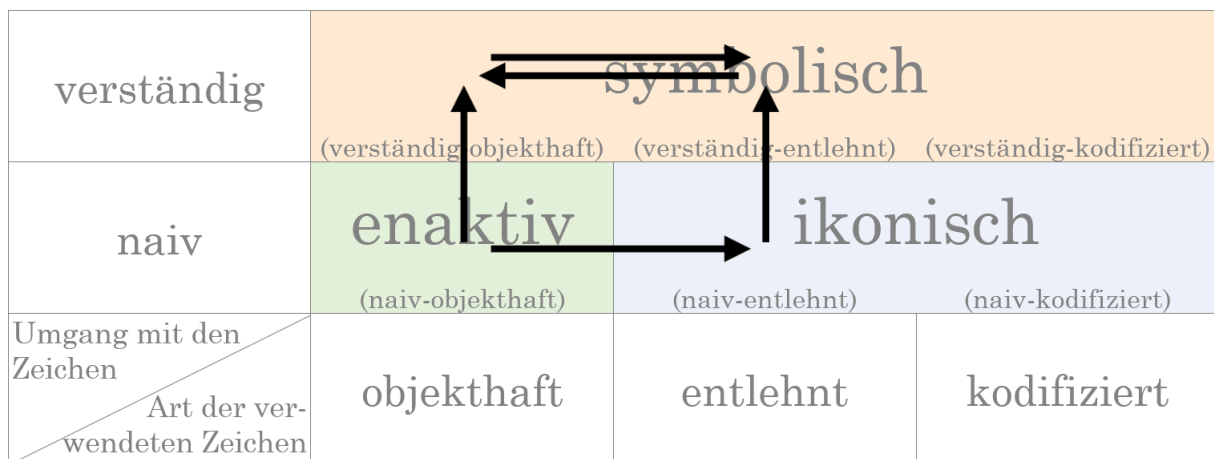 verständig
symbolisch
(verständig-objekthaft) (verständig-entlehnt) (verständig-kodifiziert)
naiv
enaktiv ikonisch
(naiv-objekthaft) (naiv-entlehnt) (naiv-kodifiziert)
Umgang mit den
Zeichen
Art der ver-
wendeten Zeichen
objekthaft entlehnt kodifiziert